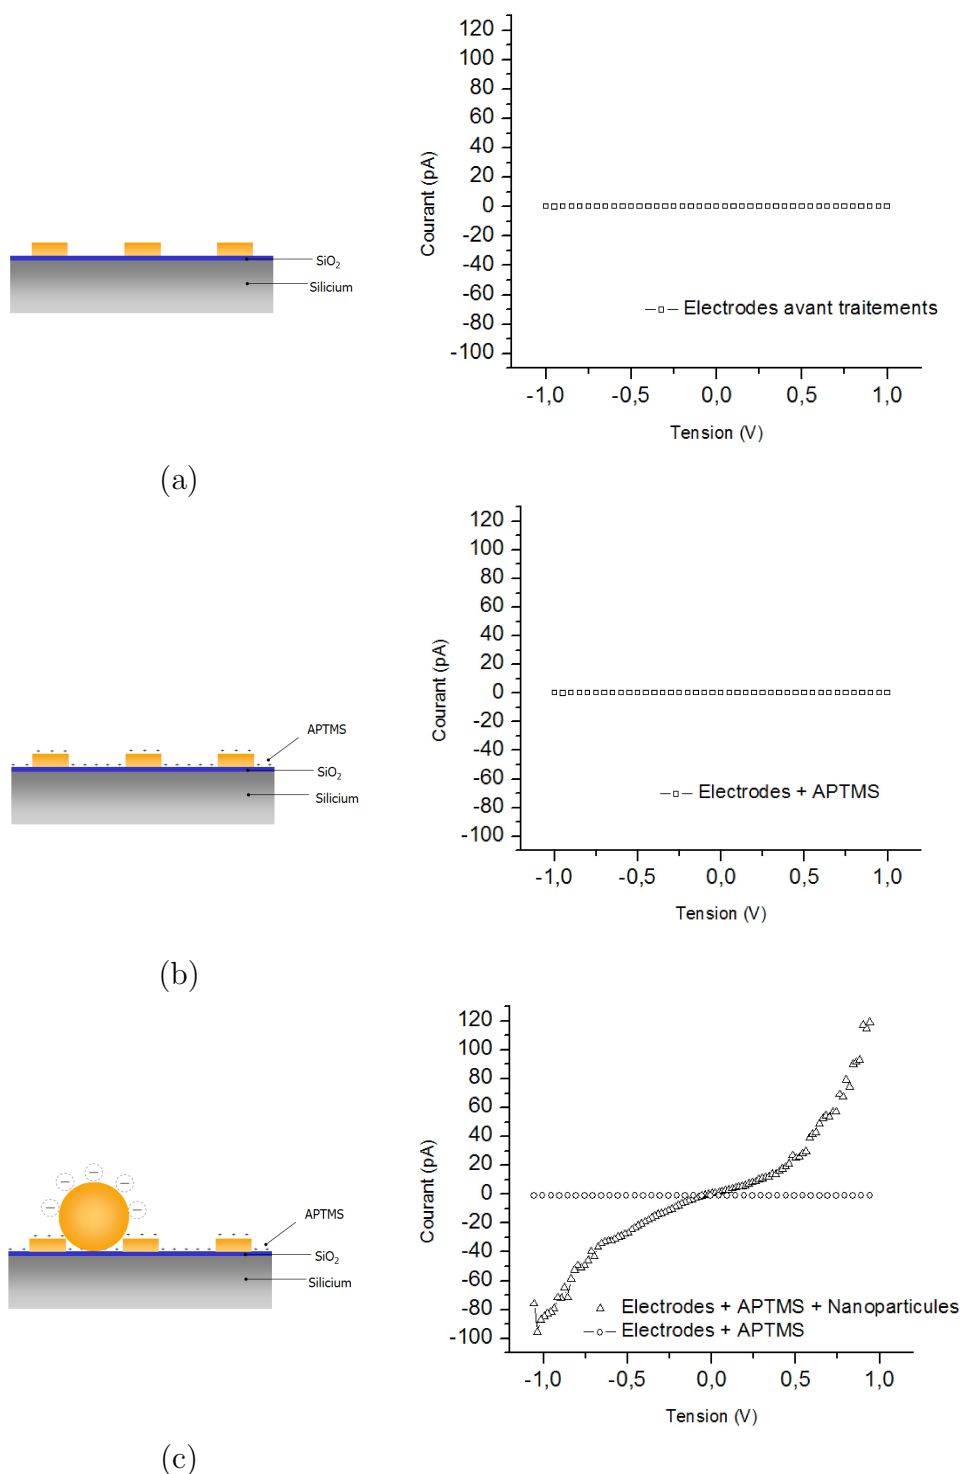 120
100
80
60
40
20
0
-20
-40
-60
-80
-100
Courant (pA)
SiO2
Silicium
—□— Electrodes avant traitements
-1,0 -0,5 0,0 0,5 1,0
Tension (V)
(a)
120
100
80
60
40
20
0
-20
-40
-60
-80
-100
Courant (pA)
+ + + + + + + + +
+ + + + + + + + + + + + + +
APTMS
SiO2
Silicium
—□— Electrodes + APTMS
-1,0 -0,5 0,0 0,5 1,0
Tension (V)
(b)
120
100
80
60
40
20
0
-20
-40
-60
-80
-100
Courant (pA)
− − − − −
APTMS
SiO2
Silicium
△ Electrodes + APTMS + Nanoparticules
—○— Electrodes + APTMS
-1,0 -0,5 0,0 0,5 1,0
Tension (V)
(c)